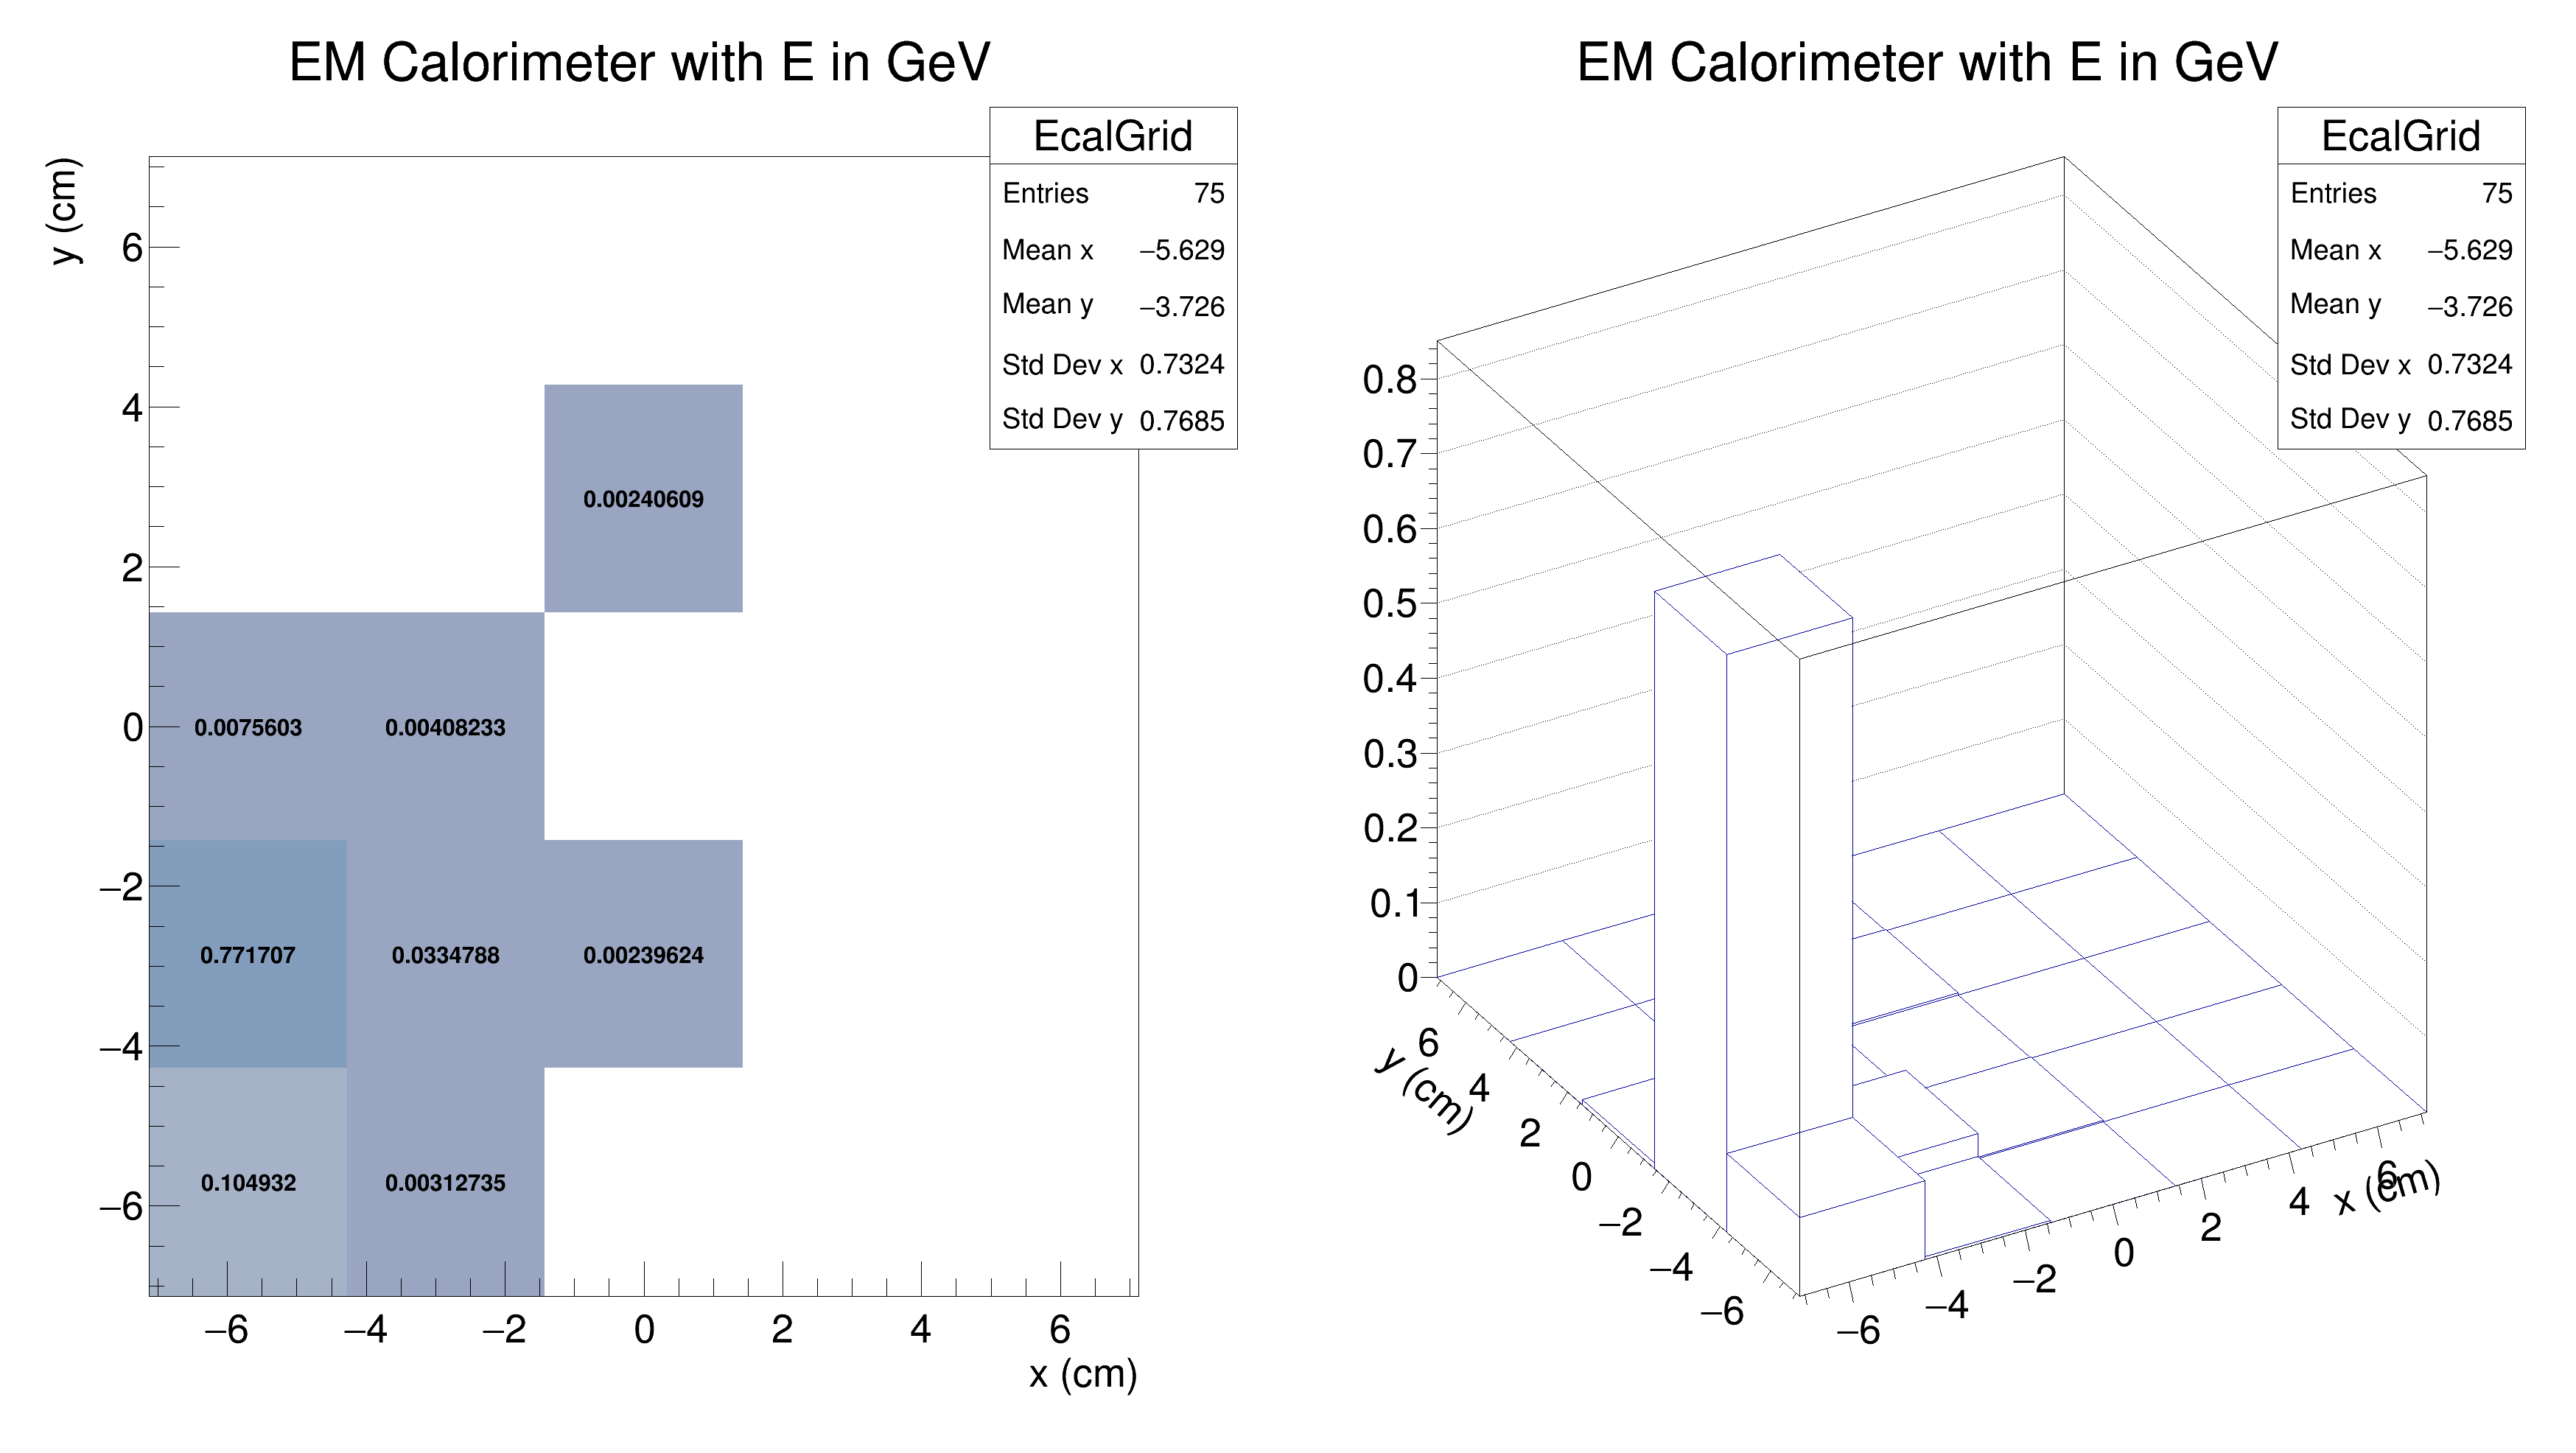 EM Calorimeter with E in GeV
EcalGrid
Entries 75
Mean x −5.629
Mean y −3.726
Std Dev x 0.7324
Std Dev y 0.7685
y (cm)
6
4
2
0
−2
−4
−6
0.00240609
0.0075603 0.00408233
0.771707 0.0334788 0.00239624
0.104932 0.00312735
−6 −4 −2 0 2 4 6
x (cm)
EM Calorimeter with E in GeV
EcalGrid
Entries 75
Mean x −5.629
Mean y −3.726
Std Dev x 0.7324
Std Dev y 0.7685
0.8
0.7
0.6
0.5
0.4
0.3
0.2
0.1
0
y (cm)
6
4
2
0
−2
−4
−6
−6 −4 −2 0 2 4 6
x (cm)